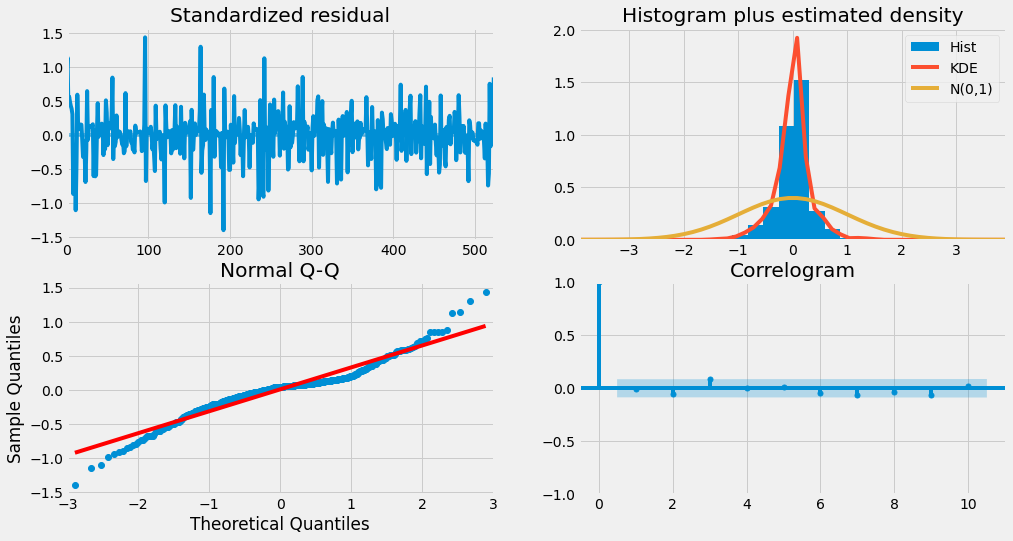 Standardized residual
1.5
1.0
0.5
0.0
−0.5
−1.0
−1.5
0 100 200 300 400 500
Histogram plus estimated density
2.0
1.5
1.0
0.5
0.0
−3 −2 −1 0 1 2 3
Hist
KDE
N(0,1)
Normal Q-Q
Sample Quantiles
1.5
1.0
0.5
0.0
−0.5
−1.0
−1.5
−3 −2 −1 0 1 2 3
Theoretical Quantiles
Correlogram
1.0
0.5
0.0
−0.5
−1.0
0 2 4 6 8 10